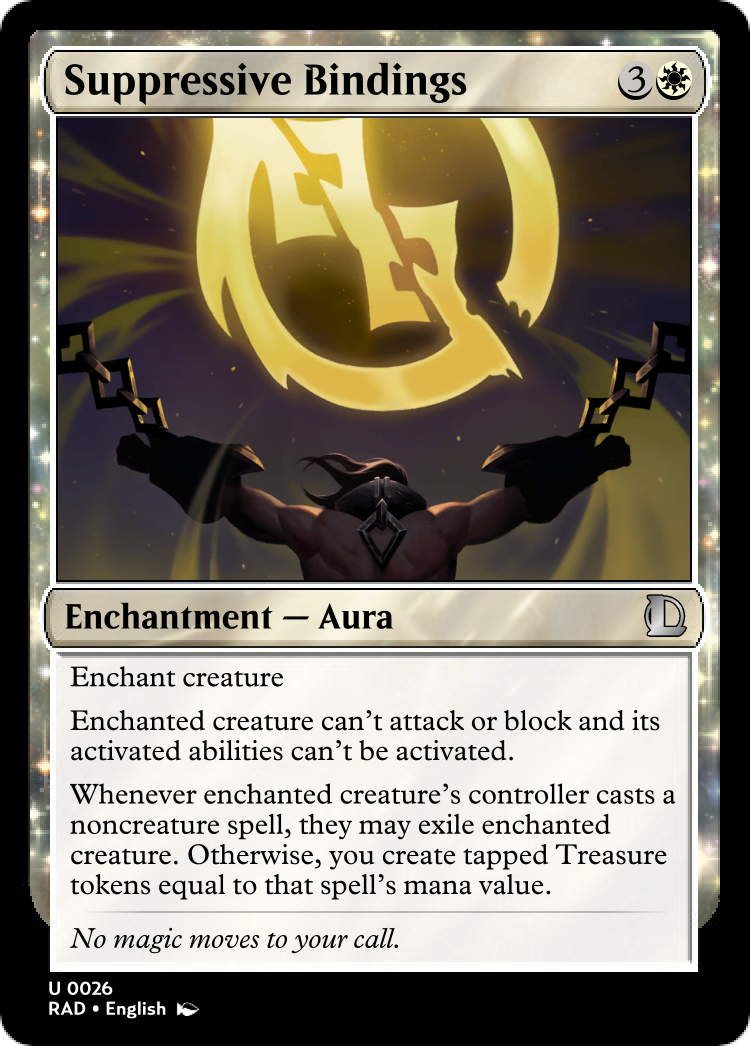 Suppressive Bindings
3
Enchantment — Aura
Enchant creature
Enchanted creature can't attack or block and its
activated abilities can't be activated.
Whenever enchanted creature's controller casts a
noncreature spell, they may exile enchanted
creature. Otherwise, you create tapped Treasure
tokens equal to that spell's mana value.
No magic moves to your call.
U 0026
RAD • English